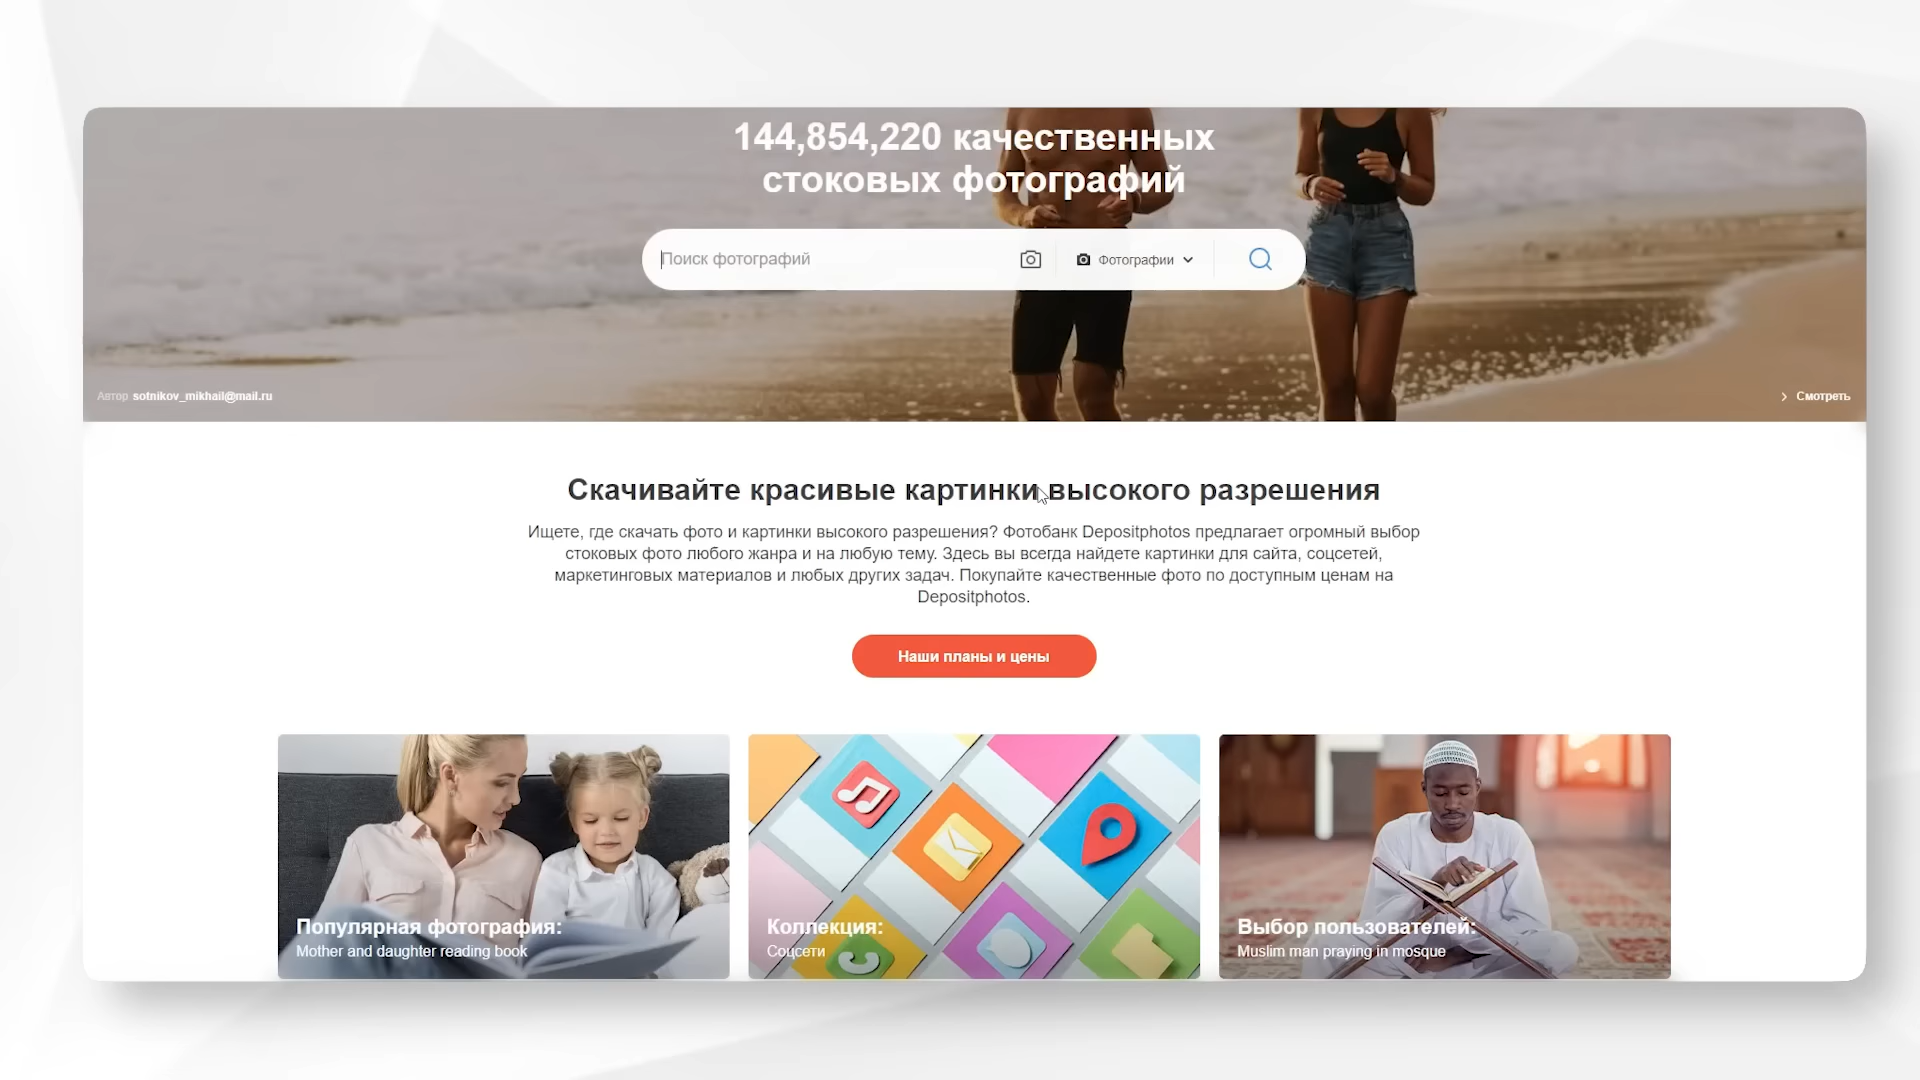 144,854,220 качественных
стоковых фотографий
Поиск фотографий
Фотографии
Автор sotnikov_mikhail@mail.ru
Смотреть
Скачивайте красивые картинки высокого разрешения
Ищете, где скачать фото и картинки высокого разрешения? Фотобанк Depositphotos предлагает огромный выбор
стоковых фото любого жанра и на любую тему. Здесь вы всегда найдете картинки для сайта, соцсетей,
маркетинговых материалов и любых других задач. Покупайте качественные фото по доступным ценам на
Depositphotos.
Наши планы и цены
Популярная фотография:
Mother and daughter reading book
Коллекция:
Соцсети
Выбор пользователей:
Muslim man praying in mosque